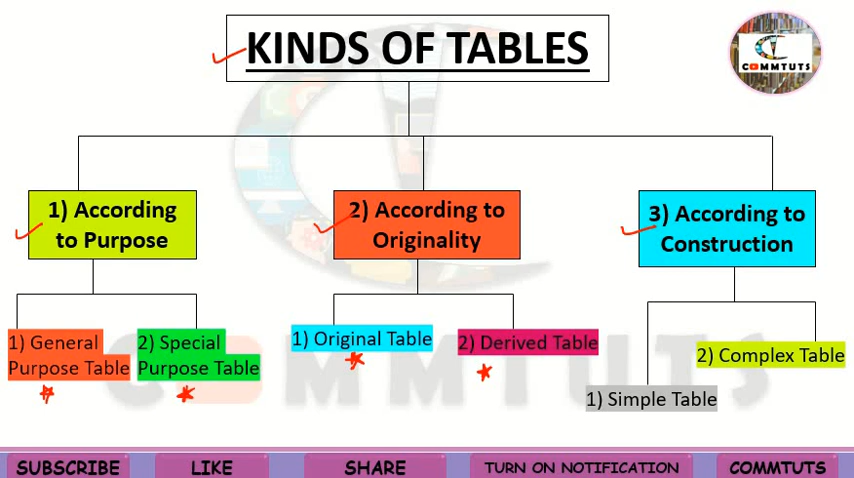 KINDS OF TABLES
COMMTUTS
1) According
to Purpose
2) According to
Originality
3) According to
Construction
1) General
Purpose Table
2) Special
Purpose Table
1) Original Table
2) Derived Table
1) Simple Table
2) Complex Table
COMMTUTS
SUBSCRIBE
LIKE
SHARE
TURN ON NOTIFICATION
COMMTUTS